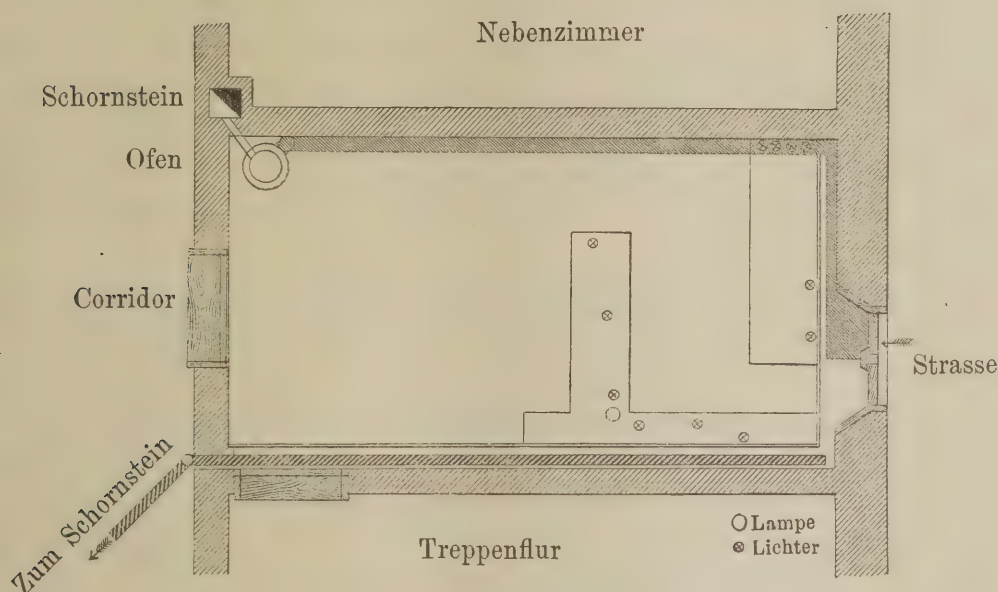 Nebenzimmer
Schornstein
Ofen
Corridor
Strasse
Zum Schornstein
Treppenflur
Lampe
Lichter